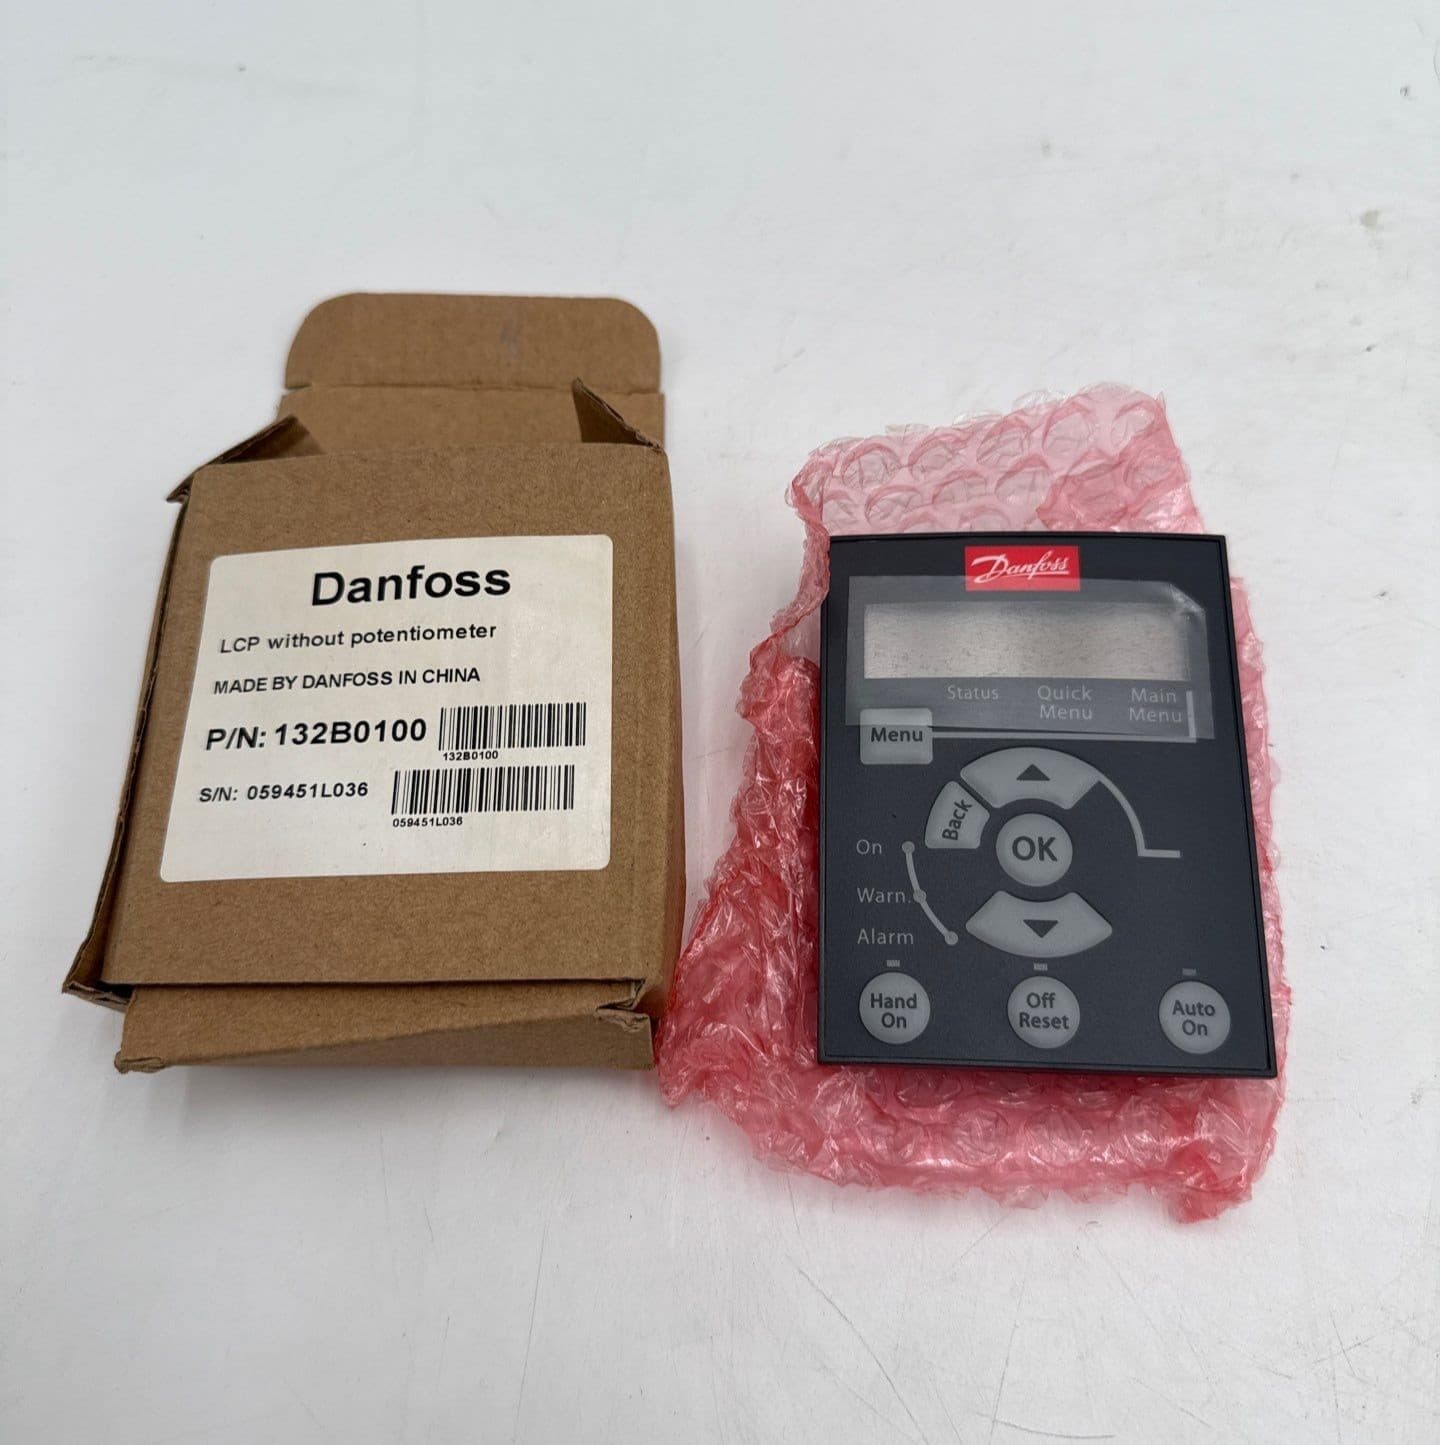 Danfoss
LCP without potentiometer
MADE BY DANFOSS IN CHINA
P/N: 132B0100
132B0100
S/N: 059451L036
059451L036
Danfoss
Status
Quick
Menu
Main
Menu
Menu
Back
OK
On
Warn.
Alarm
Hand
On
Off
Reset
Auto
On